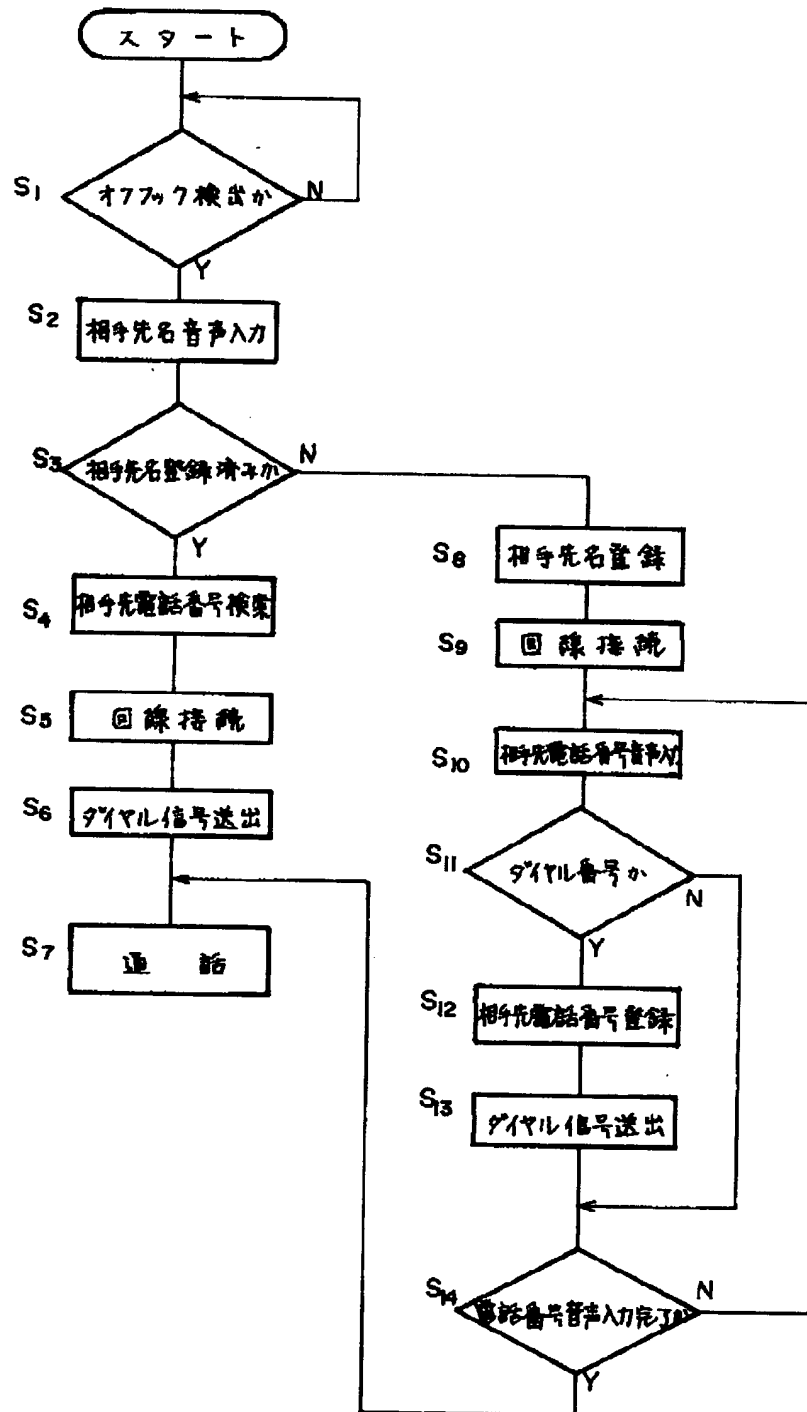 スタート
S1
オフフック検出か
N
Y
S2
相手先名音声入力
S3
相手先名登録済みか
N
Y
S4
相手先電話番号検索
S5
回線接続
S6
ダイヤル信号送出
S7
通話
S8
相手先名登録
S9
回線接続
S10
相手先電話番号音声入力
S11
ダイヤル番号か
N
Y
S12
相手先電話番号登録
S13
ダイヤル信号送出
S14
電話番号音声入力完了か
N
Y